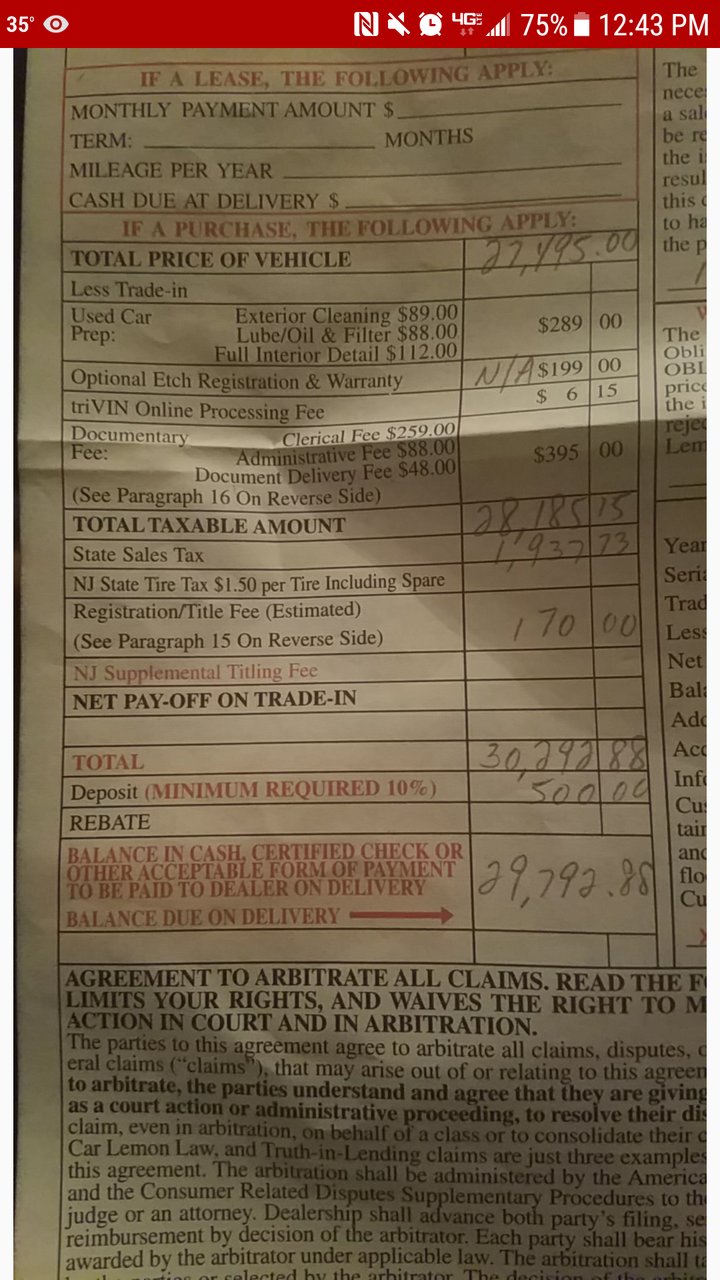 35°
4G LTE 75% 12:43 PM
IF A LEASE, THE FOLLOWING APPLY:
MONTHLY PAYMENT AMOUNT $
TERM: MONTHS
MILEAGE PER YEAR
CASH DUE AT DELIVERY $
IF A PURCHASE, THE FOLLOWING APPLY:
TOTAL PRICE OF VEHICLE 27,495.00
Less Trade-in
Used Car Exterior Cleaning $89.00
Prep: Lube/Oil & Filter $88.00 $289 00
Full Interior Detail $112.00
Optional Etch Registration & Warranty N/A $199 00
triVIN Online Processing Fee $ 6 15
Documentary Clerical Fee $259.00
Fee: Administrative Fee $88.00 $395 00
Document Delivery Fee $48.00
(See Paragraph 16 On Reverse Side)
TOTAL TAXABLE AMOUNT 28,185 15
State Sales Tax 1,937 73
NJ State Tire Tax $1.50 per Tire Including Spare
Registration/Title Fee (Estimated)
(See Paragraph 15 On Reverse Side) 170 00
NJ Supplemental Titling Fee
NET PAY-OFF ON TRADE-IN
TOTAL 30,292 88
Deposit (MINIMUM REQUIRED 10%) 500 00
REBATE
BALANCE IN CASH, CERTIFIED CHECK OR
OTHER ACCEPTABLE FORM OF PAYMENT
TO BE PAID TO DEALER ON DELIVERY
BALANCE DUE ON DELIVERY 29,792.88
The
nece
a sal
be re
the i
resul
this
to ha
the p
The
Obli
OBL
price
the i
reje
Lem
Year
Seria
Trad
Less
Net
Bala
Add
Acc
Info
Cus
tain
and
flo
Cu
AGREEMENT TO ARBITRATE ALL CLAIMS. READ THE F
LIMITS YOUR RIGHTS, AND WAIVES THE RIGHT TO M
ACTION IN COURT AND IN ARBITRATION.
The parties to this agreement agree to arbitrate all claims, disputes,
eral claims ("claims"), that may arise out of or relating to this agreem
to arbitrate, the parties understand and agree that they are giving
as a court action or administrative proceeding, to resolve their dis
claim, even in arbitration, on behalf of a class or to consolidate their c
Car Lemon Law, and Truth-in-Lending claims are just three examples
this agreement. The arbitration shall be administered by the America
and the Consumer Related Disputes Supplementary Procedures to th
judge or an attorney. Dealership shall advance both party's filing, se
reimbursement by decision of the arbitrator. Each party shall bear his
awarded by the arbitrator under applicable law. The arbitration shall ta
the parties or selected by the arbitrator. The decision of